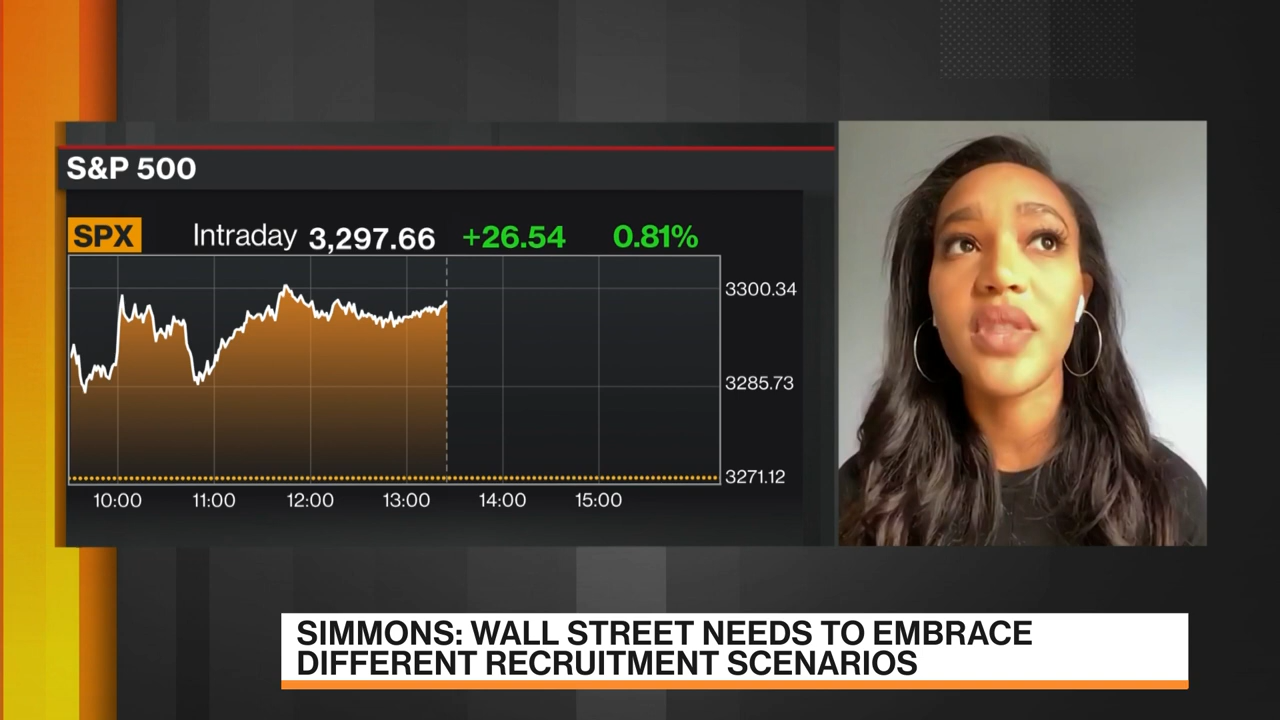 S&P 500
SPX Intraday 3,297.66 +26.54 0.81%
3300.34
3285.73
3271.12
10:00 11:00 12:00 13:00 14:00 15:00
SIMMONS: WALL STREET NEEDS TO EMBRACE
DIFFERENT RECRUITMENT SCENARIOS